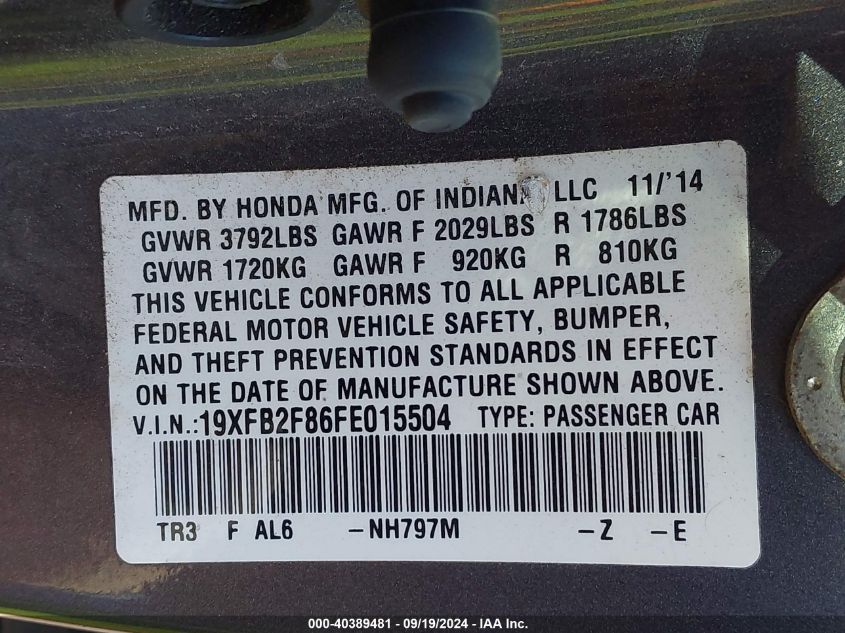 MFD. BY HONDA MFG. OF INDIANA LLC 11/'14
GVWR 3792LBS GAWR F 2029LBS R 1786LBS
GVWR 1720KG GAWR F 920KG R 810KG
THIS VEHICLE CONFORMS TO ALL APPLICABLE
FEDERAL MOTOR VEHICLE SAFETY, BUMPER,
AND THEFT PREVENTION STANDARDS IN EFFECT
ON THE DATE OF MANUFACTURE SHOWN ABOVE.
V.I.N.:19XFB2F86FE015504 TYPE: PASSENGER CAR
TR3 F AL6 -NH797M -Z -E
000-40389481 - 09/19/2024 - IAA Inc.